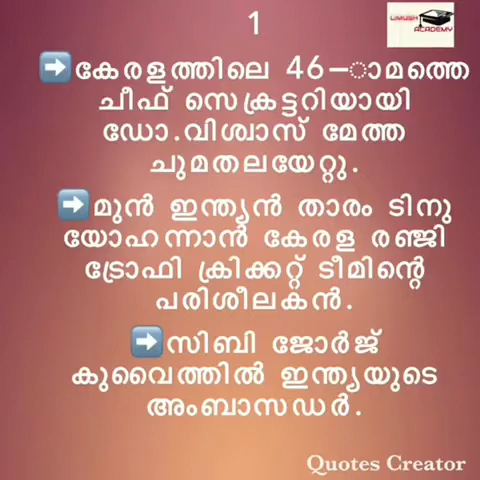 1
LIMUSH
ACADEMY
➡️കേരളത്തിലെ 46-ാമത്തെ
ചീഫ് സെക്രട്ടറിയായി
ഡോ.വിശ്വാസ് മേത്ത
ചുമതലയേറ്റു.
➡️മുൻ ഇന്ത്യൻ താരം ടിനു
യോഹന്നാൻ കേരള രഞ്ജി
ട്രോഫി ക്രിക്കറ്റ് ടീമിന്റെ
പരിശീലകൻ.
➡️സിബി ജോർജ്
കുവൈത്തിൽ ഇന്ത്യയുടെ
അംബാസഡർ.
Quotes Creator